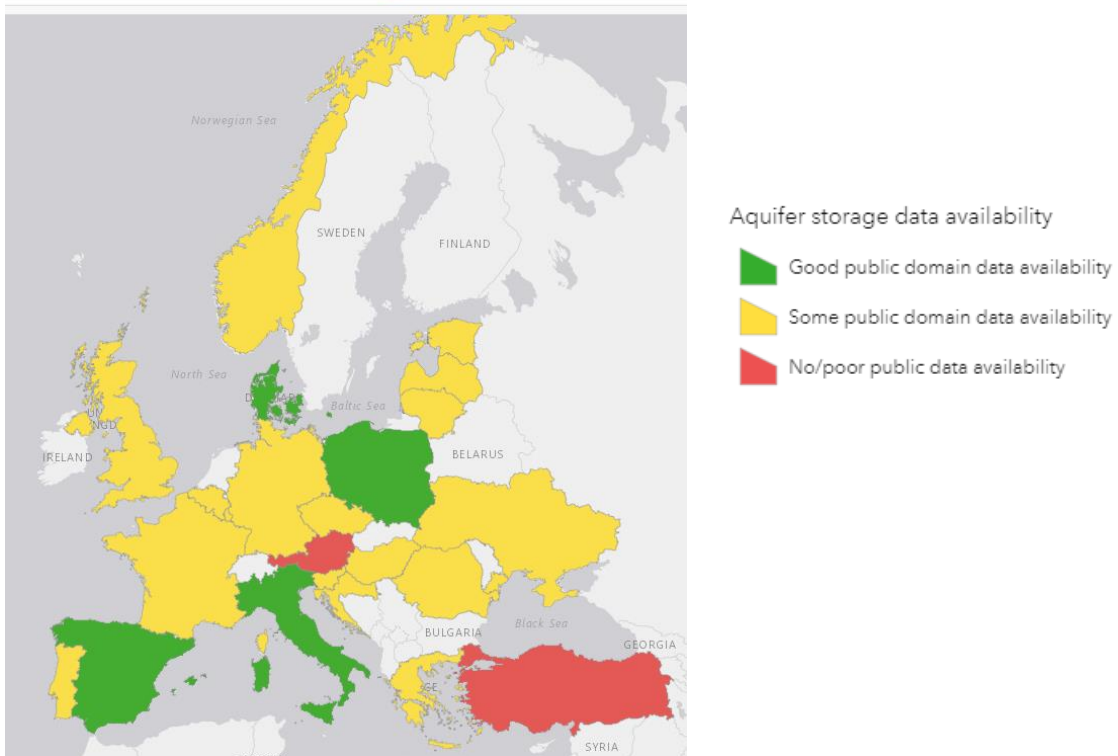 Norwegian Sea
SWEDEN
FINLAND
North Sea
Baltic Sea
IRELAND
BELARUS
BULGARIA
Black Sea
GEORGIA
SYRIA
Aquifer storage data availability
Good public domain data availability
Some public domain data availability
No/poor public data availability